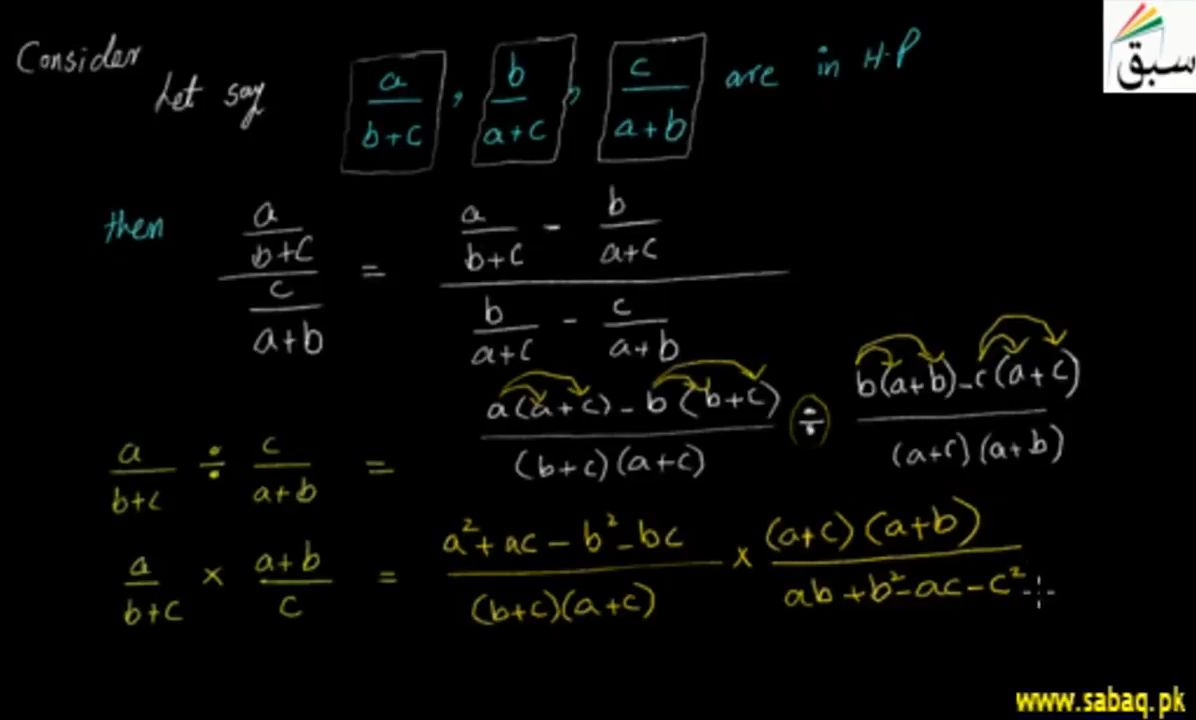 Consider
سبق
Let say a/(b+c) , b/(a+c) , c/(a+b) are in H·P
then (a/(b+c))/(c/(a+b)) = (a/(b+c) - b/(a+c))/(b/(a+c) - c/(a+b))
a/(b+c) ÷ c/(a+b) = (a(a+c) - b(b+c))/((b+c)(a+c)) ÷ (b(a+b) - c(a+c))/((a+c)(a+b))
a/(b+c) × (a+b)/c = (a²+ac-b²-bc)/((b+c)(a+c)) × ((a+c)(a+b))/(ab+b²-ac-c²)
www.sabaq.pk